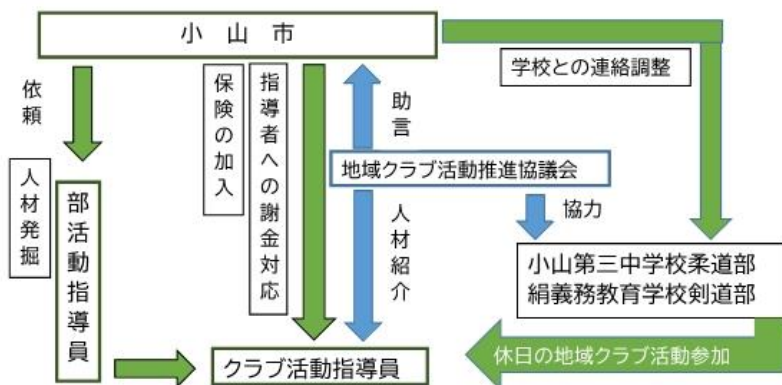 小山市
学校との連絡調整
依頼
保険の加入
指導者への謝金対応
助言
地域クラブ活動推進協議会
人材発掘
部活動指導員
人材紹介
協力
小山第三中学校柔道部
絹義務教育学校剣道部
休日の地域クラブ活動参加
クラブ活動指導員